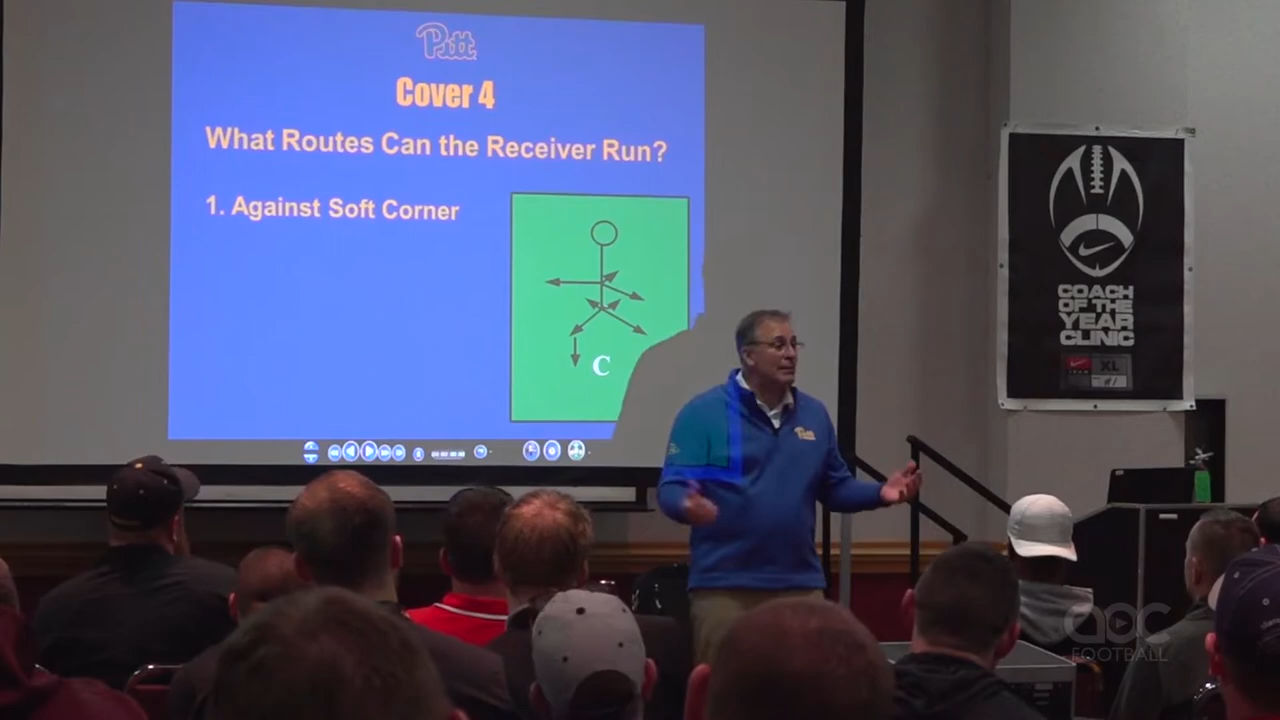 Pitt
Cover 4
What Routes Can the Receiver Run?
1. Against Soft Corner
C
Pitt
COACH
OF THE
YEAR
CLINIC
XL
aoc
FOOTBALL